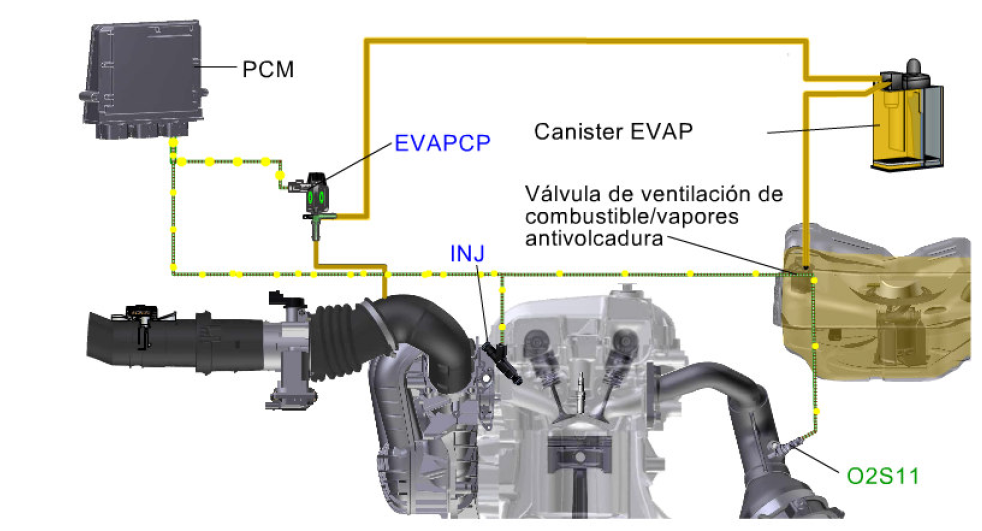 PCM
EVAPCP
Canister EVAP
Válvula de ventilación de
combustible/vapores
antivolcadura
INJ
O2S11